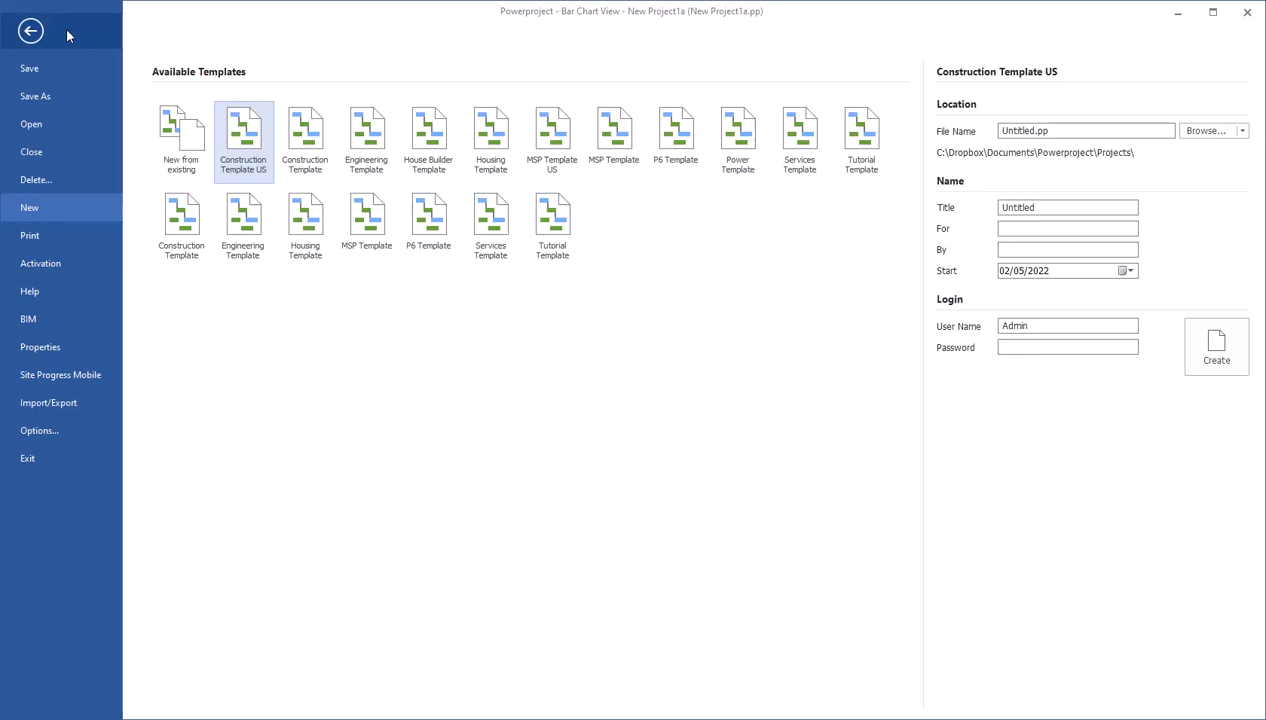 Powerproject - Bar Chart View - New Project1a (New Project1a.pp)
Save
Save As
Open
Close
Delete...
New
Print
Activation
Help
BIM
Properties
Site Progress Mobile
Import/Export
Options...
Exit
Available Templates
New from
existing
Construction
Template US
Construction
Template
Engineering
Template
House Builder
Template
Housing
Template
MSP Template
US
MSP Template
P6 Template
Power
Template
Services
Template
Tutorial
Template
Construction
Template
Engineering
Template
Housing
Template
MSP Template
P6 Template
Services
Template
Tutorial
Template
Construction Template US
Location
File Name Untitled.pp Browse...
C:\Dropbox\Documents\Powerproject\Projects\
Name
Title Untitled
For
By
Start 02/05/2022
Login
User Name Admin
Password
Create